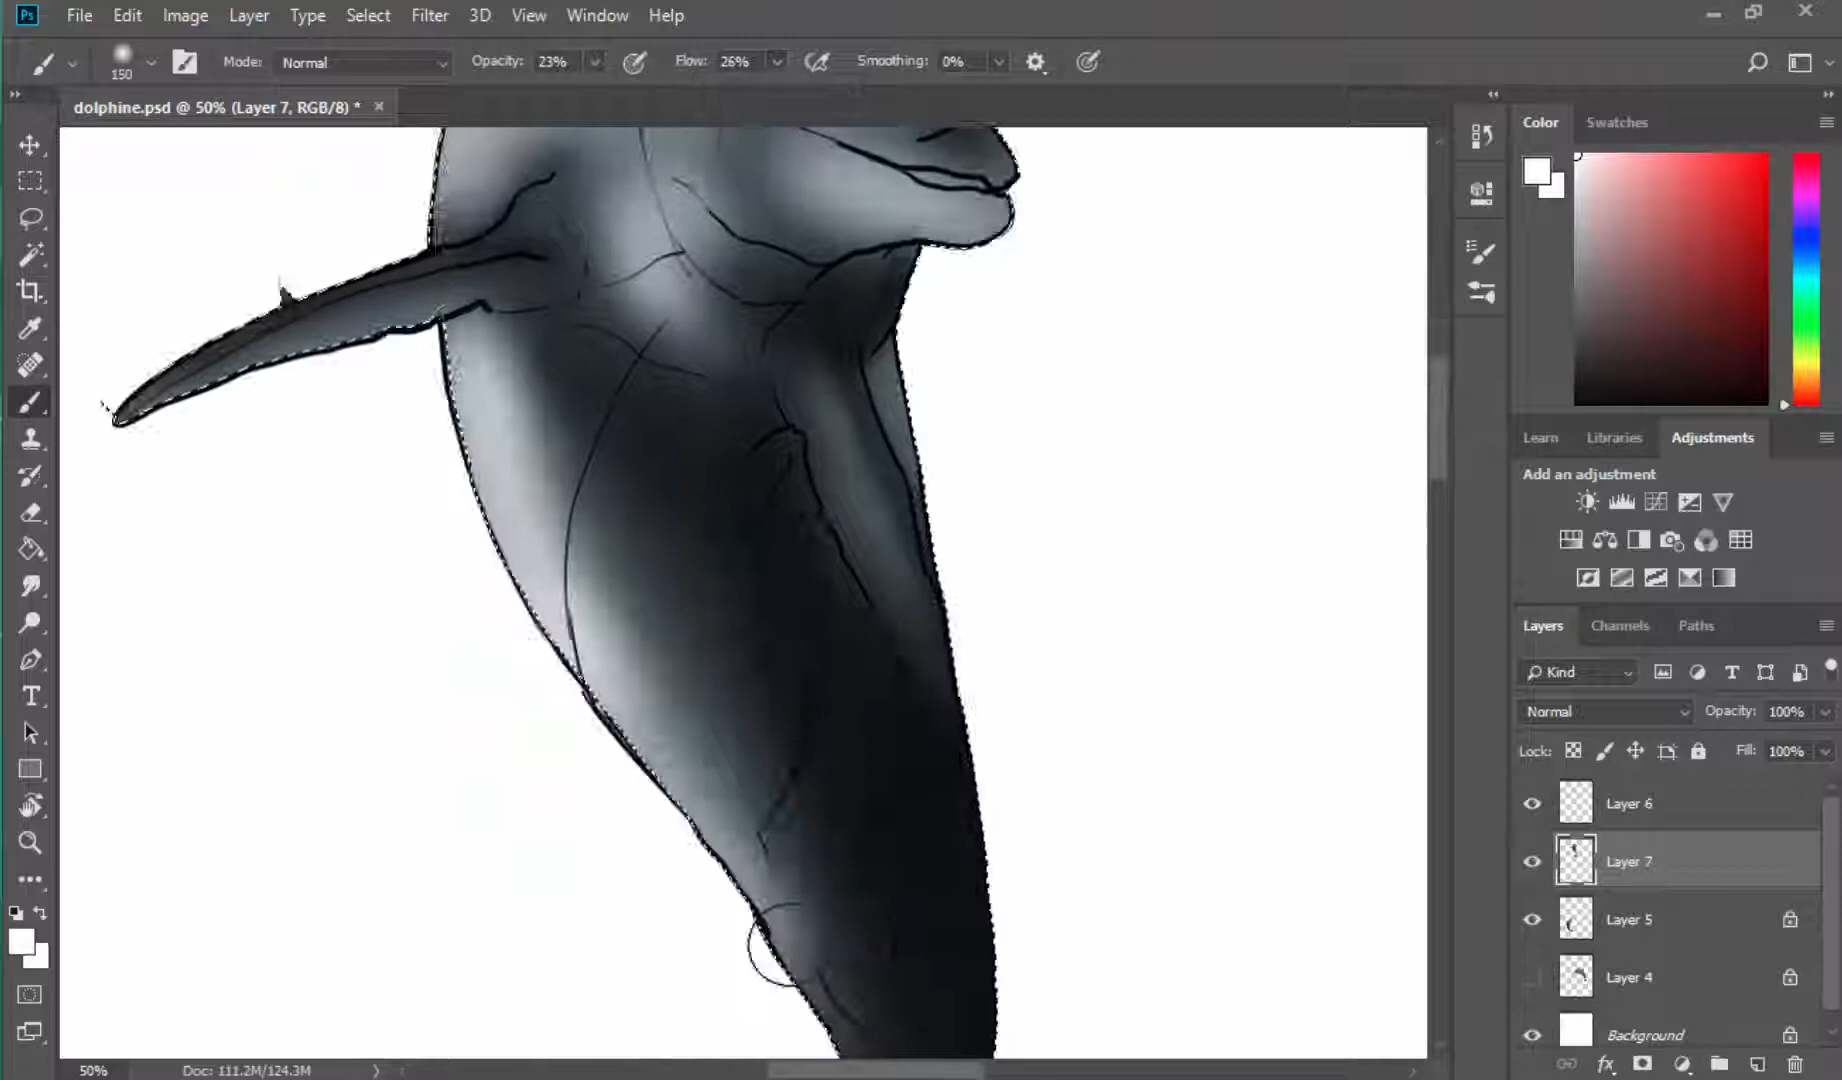 Ps File Edit Image Layer Type Select Filter 3D View Window Help
150 Mode: Normal Opacity: 23% Flow: 26% Smoothing: 0%
dolphine.psd @ 50% (Layer 7, RGB/8) * ×
Color Swatches
Learn Libraries Adjustments
Add an adjustment
Layers Channels Paths
Kind
Normal Opacity: 100%
Lock: Fill: 100%
Layer 6
Layer 7
Layer 5
Layer 4
Background
50% Doc: 111.2M/124.3M